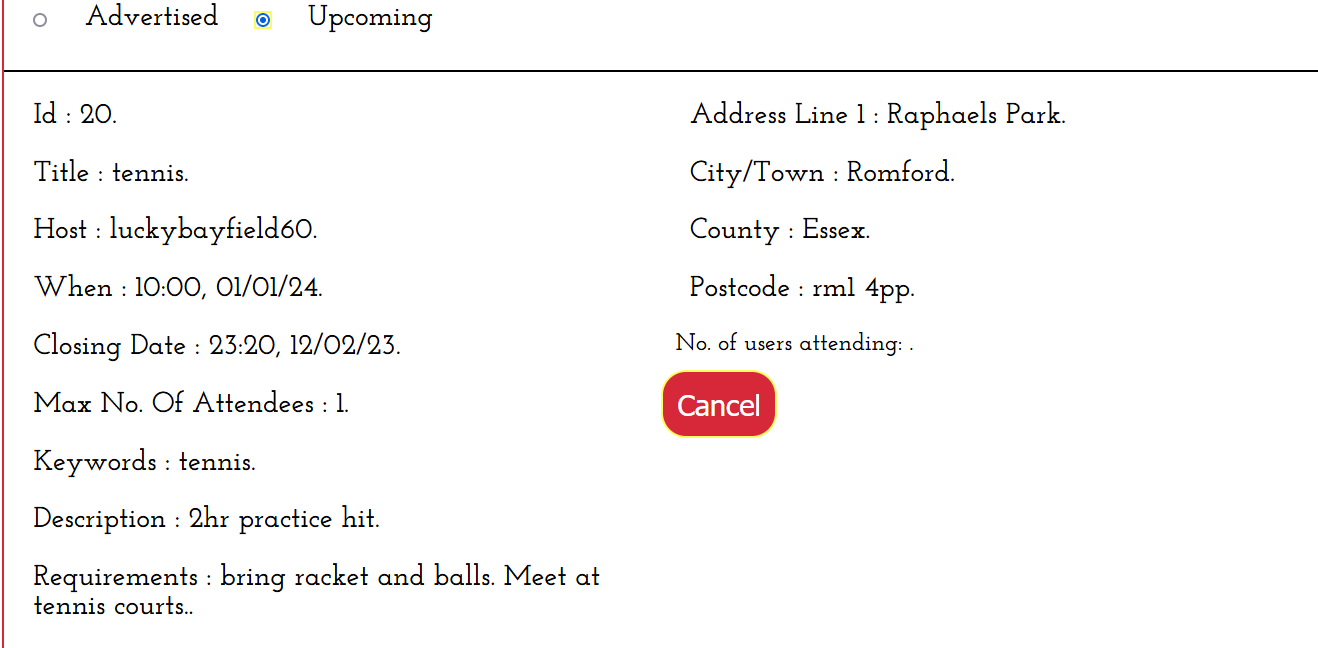 Advertised Upcoming
Id : 20.
Title : tennis.
Host : luckybayfield60.
When : 10:00, 01/01/24.
Closing Date : 23:20, 12/02/23.
Max No. Of Attendees : 1.
Keywords : tennis.
Description : 2hr practice hit.
Requirements : bring racket and balls. Meet at
tennis courts..
Address Line 1 : Raphaels Park.
City/Town : Romford.
County : Essex.
Postcode : rm1 4pp.
No. of users attending: .
Cancel